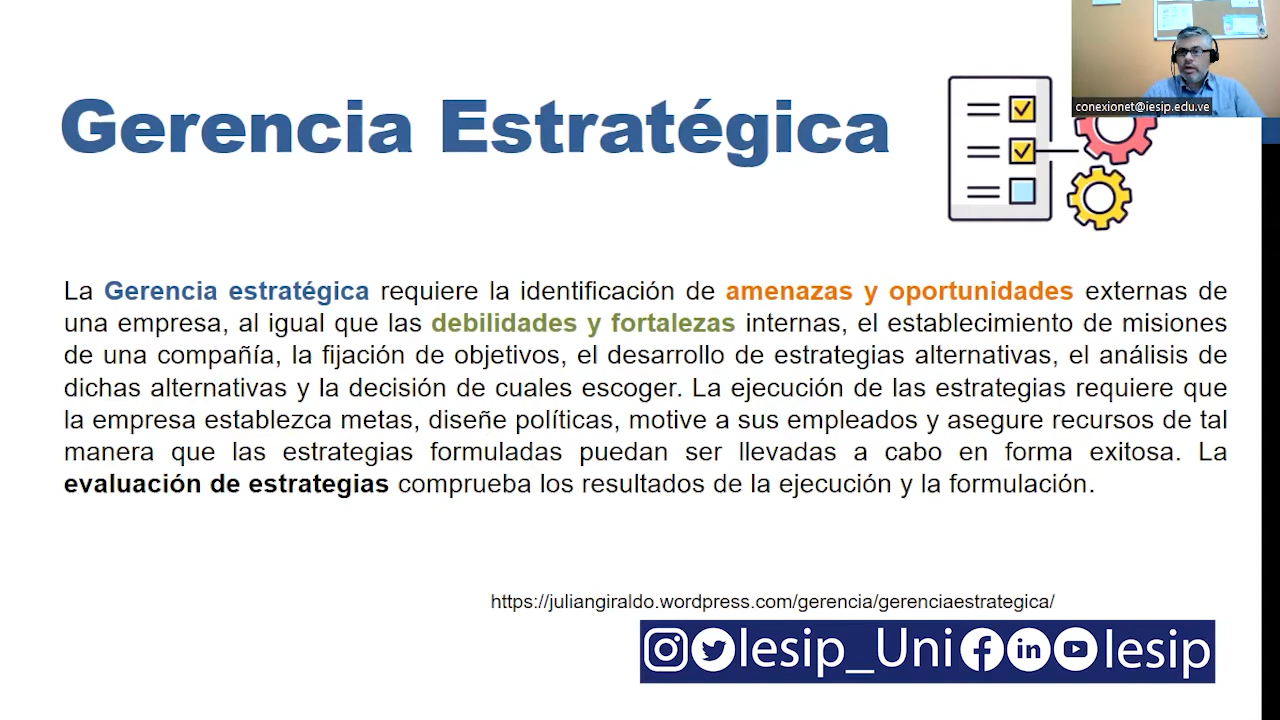 conexionet@iesip.edu.ve
Gerencia Estratégica
La Gerencia estratégica requiere la identificación de amenazas y oportunidades externas de
una empresa, al igual que las debilidades y fortalezas internas, el establecimiento de misiones
de una compañía, la fijación de objetivos, el desarrollo de estrategias alternativas, el análisis de
dichas alternativas y la decisión de cuales escoger. La ejecución de las estrategias requiere que
la empresa establezca metas, diseñe políticas, motive a sus empleados y asegure recursos de tal
manera que las estrategias formuladas puedan ser llevadas a cabo en forma exitosa. La
evaluación de estrategias comprueba los resultados de la ejecución y la formulación.
https://juliangiraldo.wordpress.com/gerencia/gerenciaestrategica/
Iesip_Uni Iesip